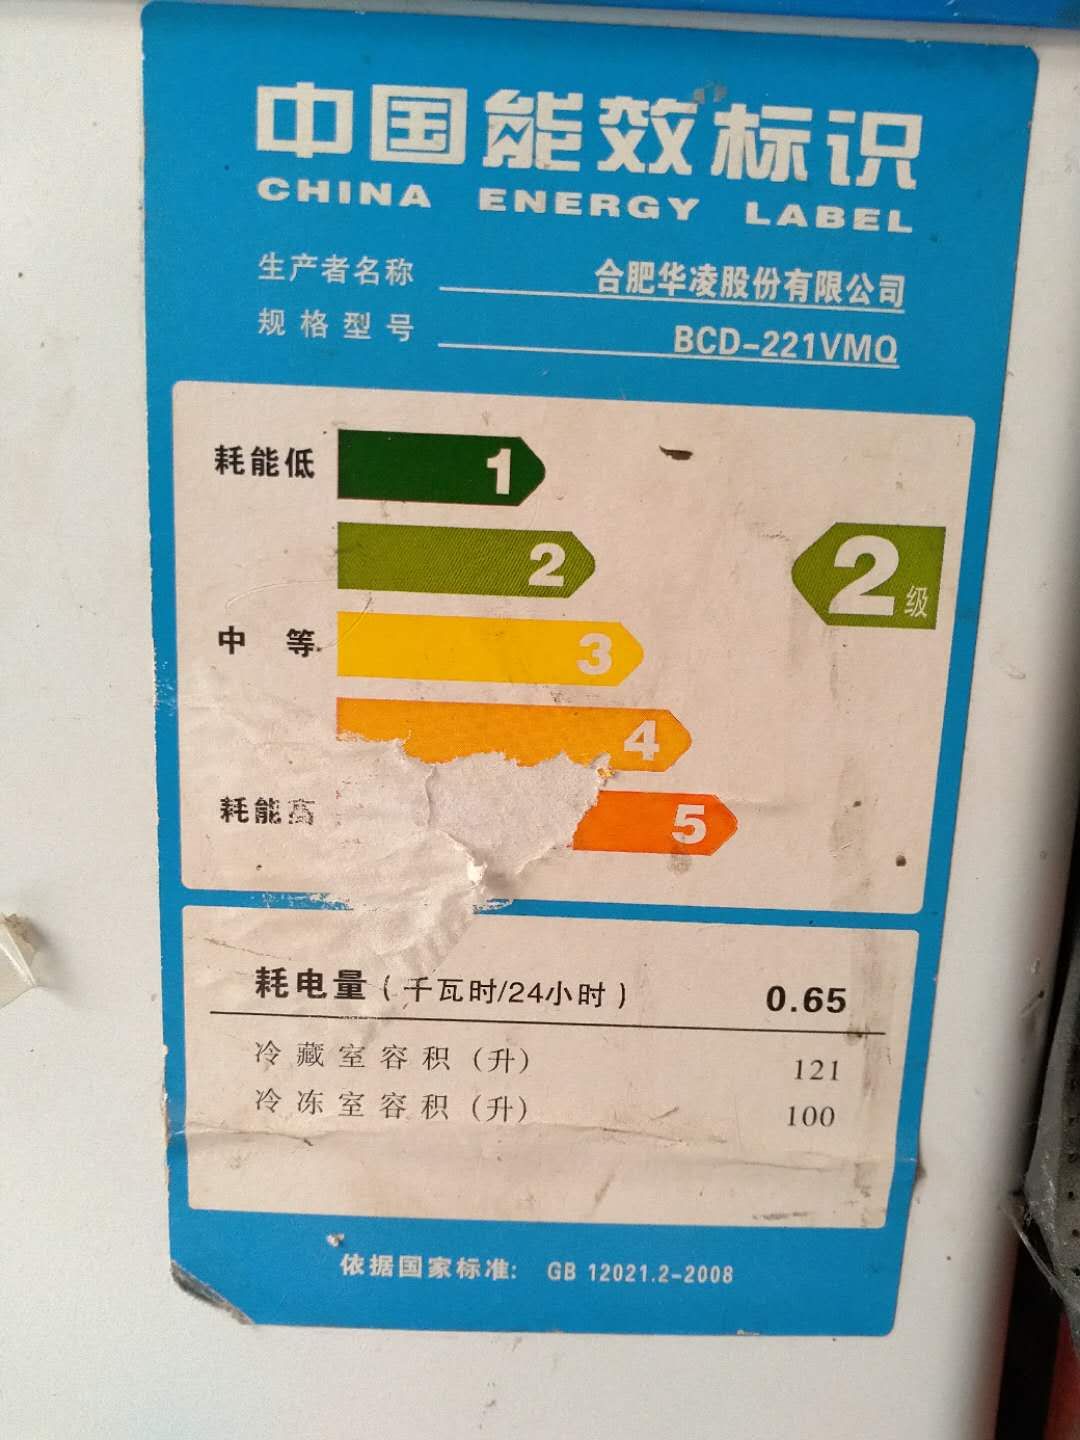 中国能效标识
CHINA ENERGY LABEL
生产者名称 合肥华凌股份有限公司
规格型号 BCD-221VMQ
耗能低 1
2 2级
中等 3
4
耗能高 5
耗电量（千瓦时/24小时） 0.65
冷藏室容积（升） 121
冷冻室容积（升） 100
依据国家标准: GB 12021.2-2008